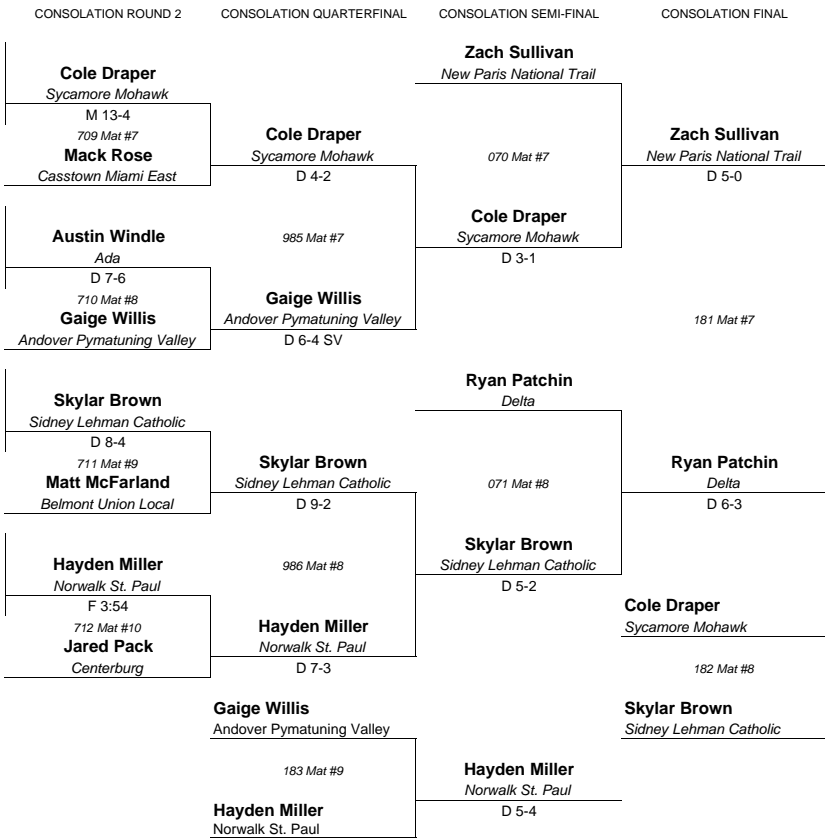 CONSOLATION ROUND 2
CONSOLATION QUARTERFINAL
CONSOLATION SEMI-FINAL
CONSOLATION FINAL
Cole Draper
Sycamore Mohawk
M 13-4
709 Mat #7
Mack Rose
Casstown Miami East
Austin Windle
Ada
D 7-6
710 Mat #8
Gaige Willis
Andover Pymatuning Valley
Skylar Brown
Sidney Lehman Catholic
D 8-4
711 Mat #9
Matt McFarland
Belmont Union Local
Hayden Miller
Norwalk St. Paul
F 3:54
712 Mat #10
Jared Pack
Centerburg
Cole Draper
Sycamore Mohawk
D 4-2
985 Mat #7
Gaige Willis
Andover Pymatuning Valley
D 6-4 SV
Skylar Brown
Sidney Lehman Catholic
D 9-2
986 Mat #8
Hayden Miller
Norwalk St. Paul
D 7-3
Gaige Willis
Andover Pymatuning Valley
183 Mat #9
Hayden Miller
Norwalk St. Paul
Zach Sullivan
New Paris National Trail
070 Mat #7
Cole Draper
Sycamore Mohawk
D 3-1
Ryan Patchin
Delta
071 Mat #8
Skylar Brown
Sidney Lehman Catholic
D 5-2
Hayden Miller
Norwalk St. Paul
D 5-4
Zach Sullivan
New Paris National Trail
D 5-0
181 Mat #7
Ryan Patchin
Delta
D 6-3
Cole Draper
Sycamore Mohawk
182 Mat #8
Skylar Brown
Sidney Lehman Catholic